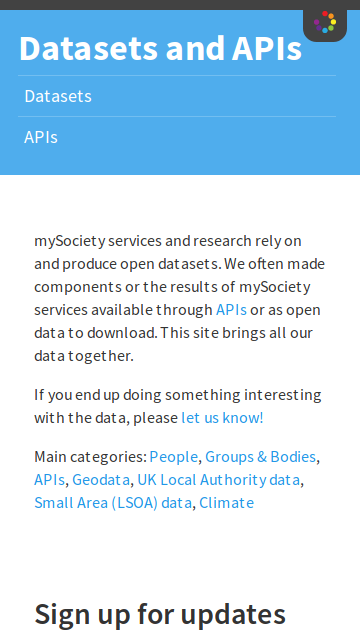 Datasets and APIs
Datasets
APIs
mySociety services and research rely on
and produce open datasets. We often made
components or the results of mySociety
services available through APIs or as open
data to download. This site brings all our
data together.
If you end up doing something interesting
with the data, please let us know!
Main categories: People, Groups & Bodies,
APIs, Geodata, UK Local Authority data,
Small Area (LSOA) data, Climate
Sign up for updates